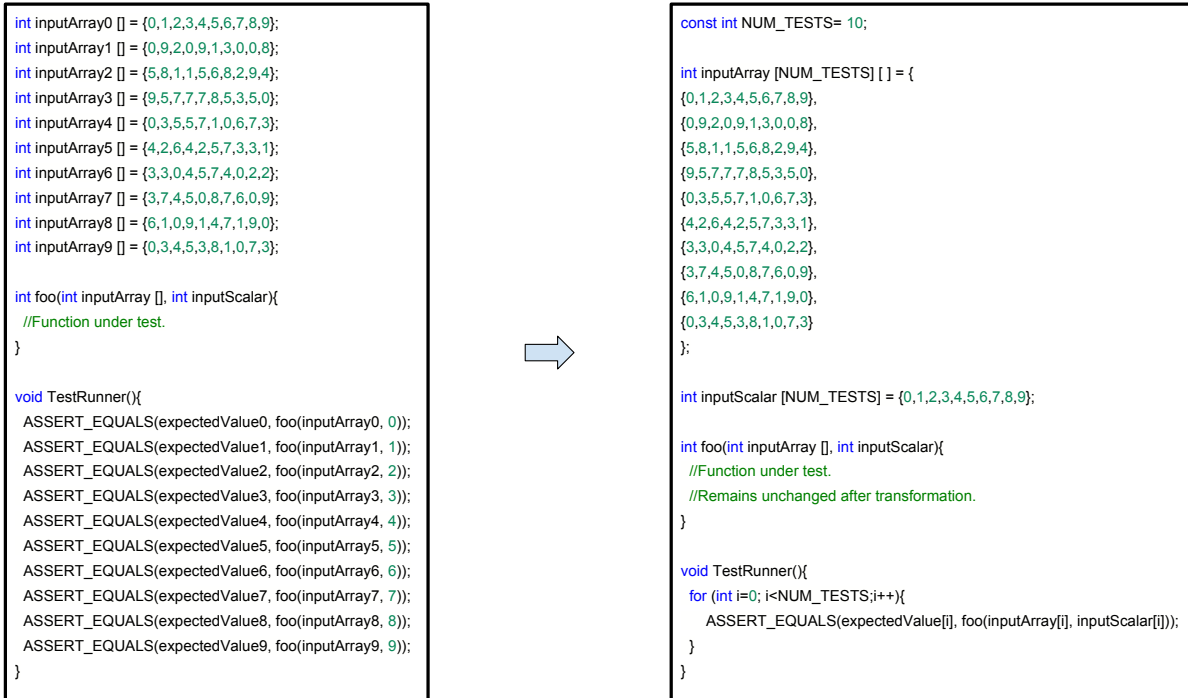 int inputArray0 [] = {0,1,2,3,4,5,6,7,8,9};
int inputArray1 [] = {0,9,2,0,9,1,3,0,0,8};
int inputArray2 [] = {5,8,1,1,5,6,8,2,9,4};
int inputArray3 [] = {9,5,7,7,7,8,5,3,5,0};
int inputArray4 [] = {0,3,5,5,7,1,0,6,7,3};
int inputArray5 [] = {4,2,6,4,2,5,7,3,3,1};
int inputArray6 [] = {3,3,0,4,5,7,4,0,2,2};
int inputArray7 [] = {3,7,4,5,0,8,7,6,0,9};
int inputArray8 [] = {6,1,0,9,1,4,7,1,9,0};
int inputArray9 [] = {0,3,4,5,3,8,1,0,7,3};
int foo(int inputArray [], int inputScalar){
//Function under test.
}
void TestRunner(){
ASSERT_EQUALS(expectedValue0, foo(inputArray0, 0));
ASSERT_EQUALS(expectedValue1, foo(inputArray1, 1));
ASSERT_EQUALS(expectedValue2, foo(inputArray2, 2));
ASSERT_EQUALS(expectedValue3, foo(inputArray3, 3));
ASSERT_EQUALS(expectedValue4, foo(inputArray4, 4));
ASSERT_EQUALS(expectedValue5, foo(inputArray5, 5));
ASSERT_EQUALS(expectedValue6, foo(inputArray6, 6));
ASSERT_EQUALS(expectedValue7, foo(inputArray7, 7));
ASSERT_EQUALS(expectedValue8, foo(inputArray8, 8));
ASSERT_EQUALS(expectedValue9, foo(inputArray9, 9));
}
const int NUM_TESTS= 10;
int inputArray [NUM_TESTS] [ ] = {
{0,1,2,3,4,5,6,7,8,9},
{0,9,2,0,9,1,3,0,0,8},
{5,8,1,1,5,6,8,2,9,4},
{9,5,7,7,7,8,5,3,5,0},
{0,3,5,5,7,1,0,6,7,3},
{4,2,6,4,2,5,7,3,3,1},
{3,3,0,4,5,7,4,0,2,2},
{3,7,4,5,0,8,7,6,0,9},
{6,1,0,9,1,4,7,1,9,0},
{0,3,4,5,3,8,1,0,7,3}
};
int inputScalar [NUM_TESTS] = {0,1,2,3,4,5,6,7,8,9};
int foo(int inputArray [], int inputScalar){
//Function under test.
//Remains unchanged after transformation.
}
void TestRunner(){
for (int i=0; i<NUM_TESTS;i++){
ASSERT_EQUALS(expectedValue[i], foo(inputArray[i], inputScalar[i]));
}
}